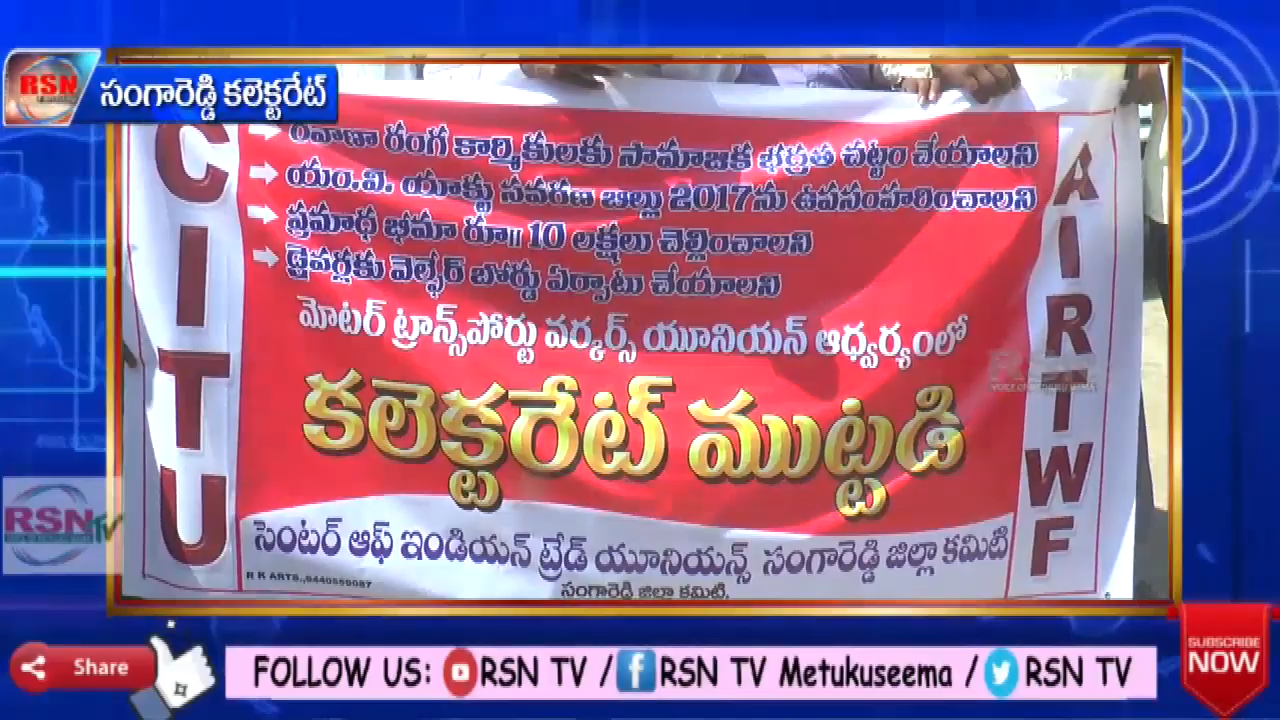 RSN
సంగారెడ్డి కలెక్టరేట్
CITU
రవాణా రంగ కార్మికులకు సామాజిక భద్రత చట్టం చేయాలని
యం.వి. యాక్టు సవరణ బిల్లు 2017ను ఉపసంహరించాలని
ప్రమాధ భీమా రూ॥ 10 లక్షలు చెల్లించాలని
డ్రైవర్లకు వెల్ఫేర్ బోర్డు ఏర్పాటు చేయాలని
మోటర్ ట్రాన్స్‌పోర్టు వర్కర్స్ యూనియన్ ఆధ్వర్యంలో
కలెక్టరేట్ ముట్టడి
సెంటర్ ఆఫ్ ఇండియన్ ట్రేడ్ యూనియన్స్ సంగారెడ్డి జిల్లా కమిటి
సంగారెడ్డి జిల్లా కమిటి.
R K ARTS.,
AIRTWF
RSN TV
Share
FOLLOW US: RSN TV / RSN TV Metukuseema / RSN TV
SUBSCRIBE
NOW